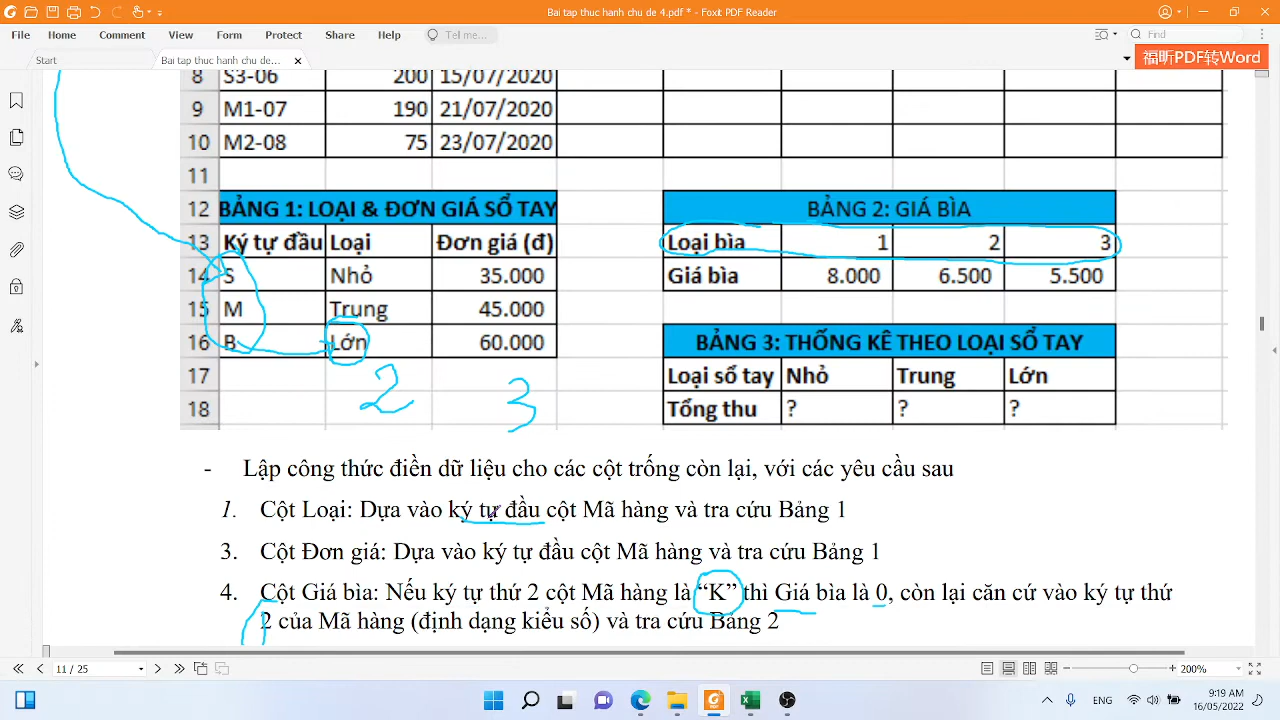 Bai tap thuc hanh chu de 4.pdf * - Foxit PDF Reader
File Home Comment View Form Protect Share Help Tell me... Find
Start Bai tap thuc hanh chu de... 福昕PDF转Word
8 S3-06 200 15/07/2020
9 M1-07 190 21/07/2020
10 M2-08 75 23/07/2020
11
12 BẢNG 1: LOẠI & ĐƠN GIÁ SỔ TAY BẢNG 2: GIÁ BÌA
13 Ký tự đầu Loại Đơn giá (đ) Loại bìa 1 2 3
14 S Nhỏ 35.000 Giá bìa 8.000 6.500 5.500
15 M Trung 45.000
16 B Lớn 60.000 BẢNG 3: THỐNG KÊ THEO LOẠI SỔ TAY
17 Loại sổ tay Nhỏ Trung Lớn
2 3
18 Tổng thu ? ? ?
- Lập công thức điền dữ liệu cho các cột trống còn lại, với các yêu cầu sau
1. Cột Loại: Dựa vào ký tự đầu cột Mã hàng và tra cứu Bảng 1
3. Cột Đơn giá: Dựa vào ký tự đầu cột Mã hàng và tra cứu Bảng 1
4. Cột Giá bìa: Nếu ký tự thứ 2 cột Mã hàng là “K” thì Giá bìa là 0, còn lại căn cứ vào ký tự thứ
2 của Mã hàng (định dạng kiểu số) và tra cứu Bảng 2
11 / 25 200%
ENG 9:19 AM
16/05/2022